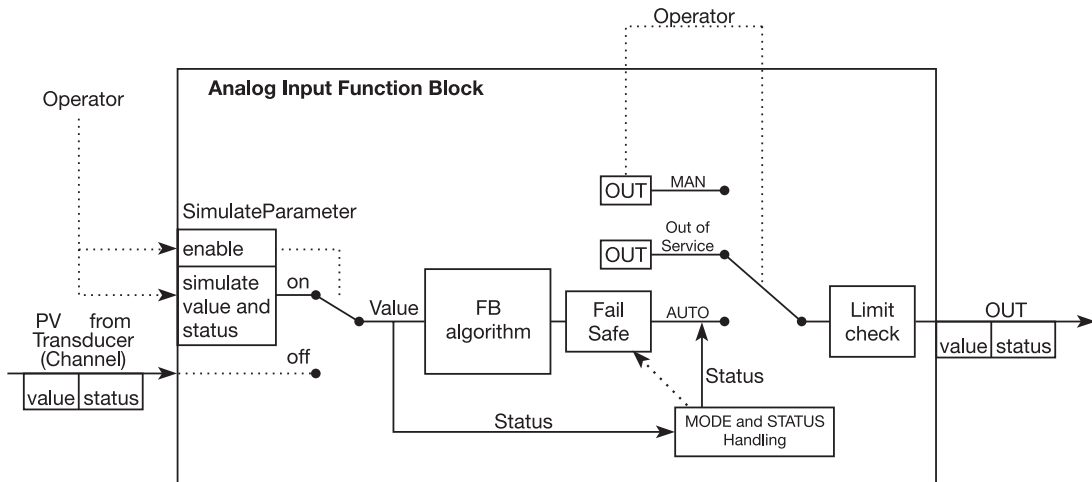 Operator
Analog Input Function Block
Operator
OUT
MAN
SimulateParameter
enable
OUT
Out of
Service
simulate
value and
status
on
PV from
Transducer
(Channel)
value
status
off
Value
FB
algorithm
Fail
Safe
AUTO
Limit
check
OUT
value
status
Status
Status
MODE and STATUS
Handling